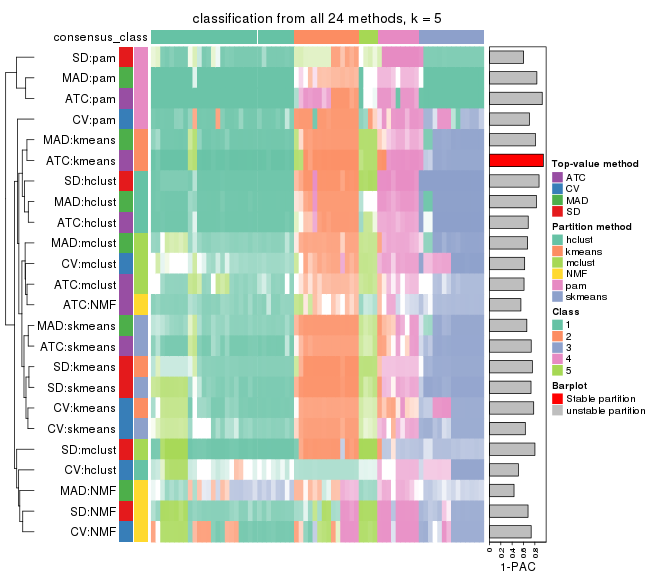 classification from all 24 methods, k = 5
consensus_class
SD:pam
MAD:pam
ATC:pam
CV:pam
MAD:kmeans
ATC:kmeans
SD:hclust
MAD:hclust
ATC:hclust
MAD:mclust
CV:mclust
ATC:mclust
ATC:NMF
MAD:skmeans
ATC:skmeans
SD:kmeans
SD:skmeans
CV:kmeans
CV:skmeans
SD:mclust
CV:hclust
MAD:NMF
SD:NMF
CV:NMF
0
0.2
0.4
0.6
0.8
1-PAC
Top-value method
ATC
CV
MAD
SD
Partition method
hclust
kmeans
mclust
NMF
pam
skmeans
Class
1
2
3
4
5
Barplot
Stable partition
unstable partition